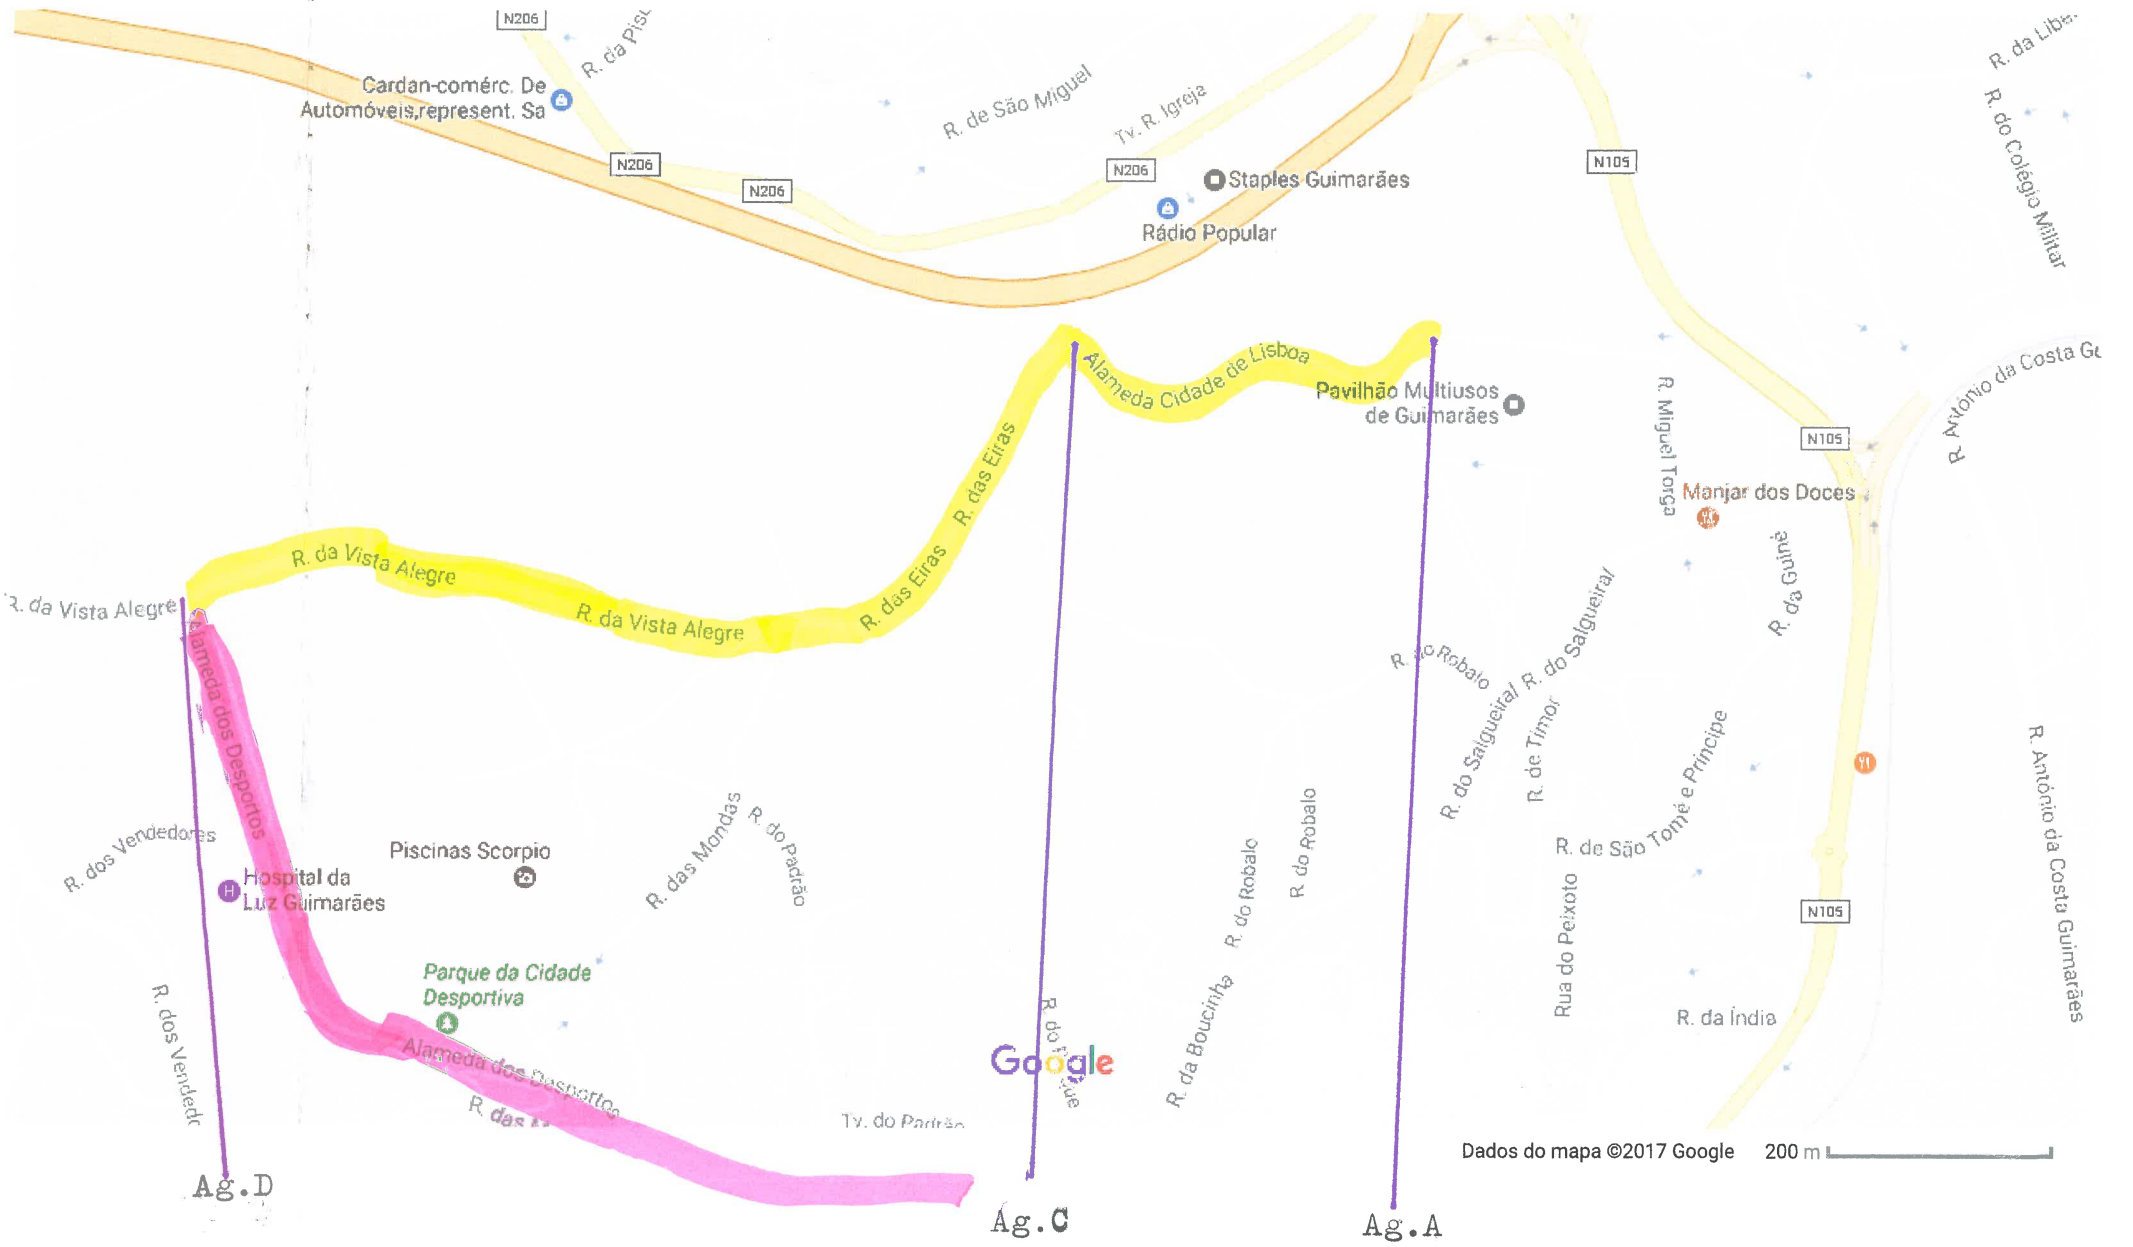 N206
R. da Pisc
R. da Liber
Cardan-comérc. De
Automóveis,represent. Sa
R. de São Miguel
Tv. R. Igreja
R. do Colégio Militar
N206
N206
N206
N105
Staples Guimarães
Rádio Popular
Alameda Cidade de Lisboa
Pavilhão Multiusos
de Guimarães
R. António da Costa Gu
R. Miguel Torga
N105
Manjar dos Doces
R. das Eiras
R. da Vista Alegre
R. da Vista Alegre
R. da Vista Alegre
R. das Eiras
R. da Guiné
R. do Salgueiral
R. do Robalo
R. do Salgueiral
R. de Timor
Alameda dos Desportos
R. de São Tomé e Príncipe
R. António da Costa Guimarães
R. dos Vendedores
Hospital da
Luz Guimarães
Piscinas Scorpio
R. das Mondas
R. do Padrão
R. do Robalo
R do Robalo
Rua do Peixoto
N105
Parque da Cidade
Desportiva
R. dos Vended
Alameda dos Desportos
R. das
Google
R. do
R. da Boucinha
R. da Índia
Tv. do Padrão
Dados do mapa ©2017 Google 200 m
Ag.D
Ag.C
Ag.A